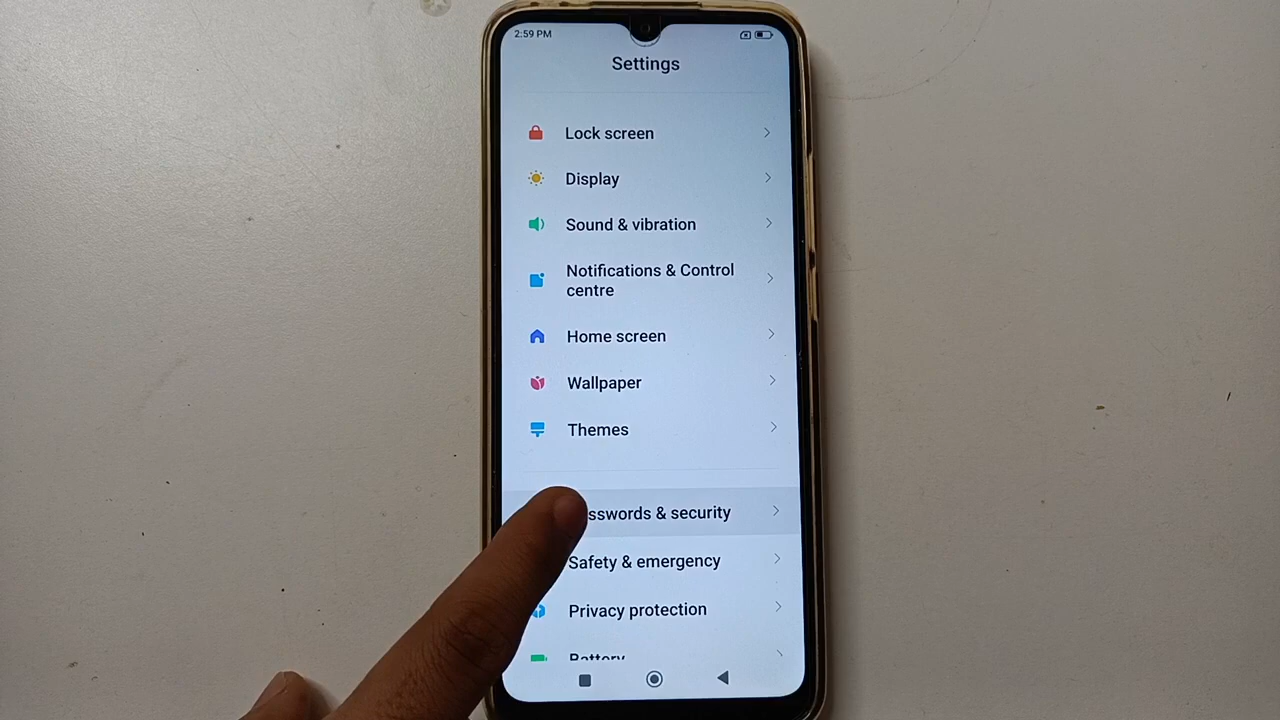 2:59 PM
Settings
Lock screen
Display
Sound & vibration
Notifications & Control
centre
Home screen
Wallpaper
Themes
sswords & security
Safety & emergency
Privacy protection
Battery